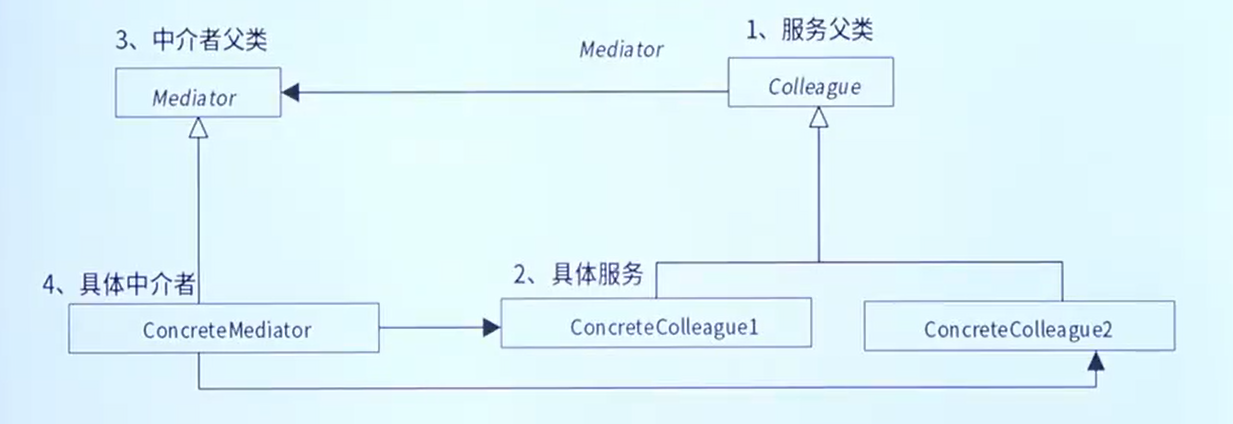 3、中介者父类
Mediator
1、服务父类
Mediator
Colleague
4、具体中介者
2、具体服务
ConcreteMediator
ConcreteColleague1
ConcreteColleague2